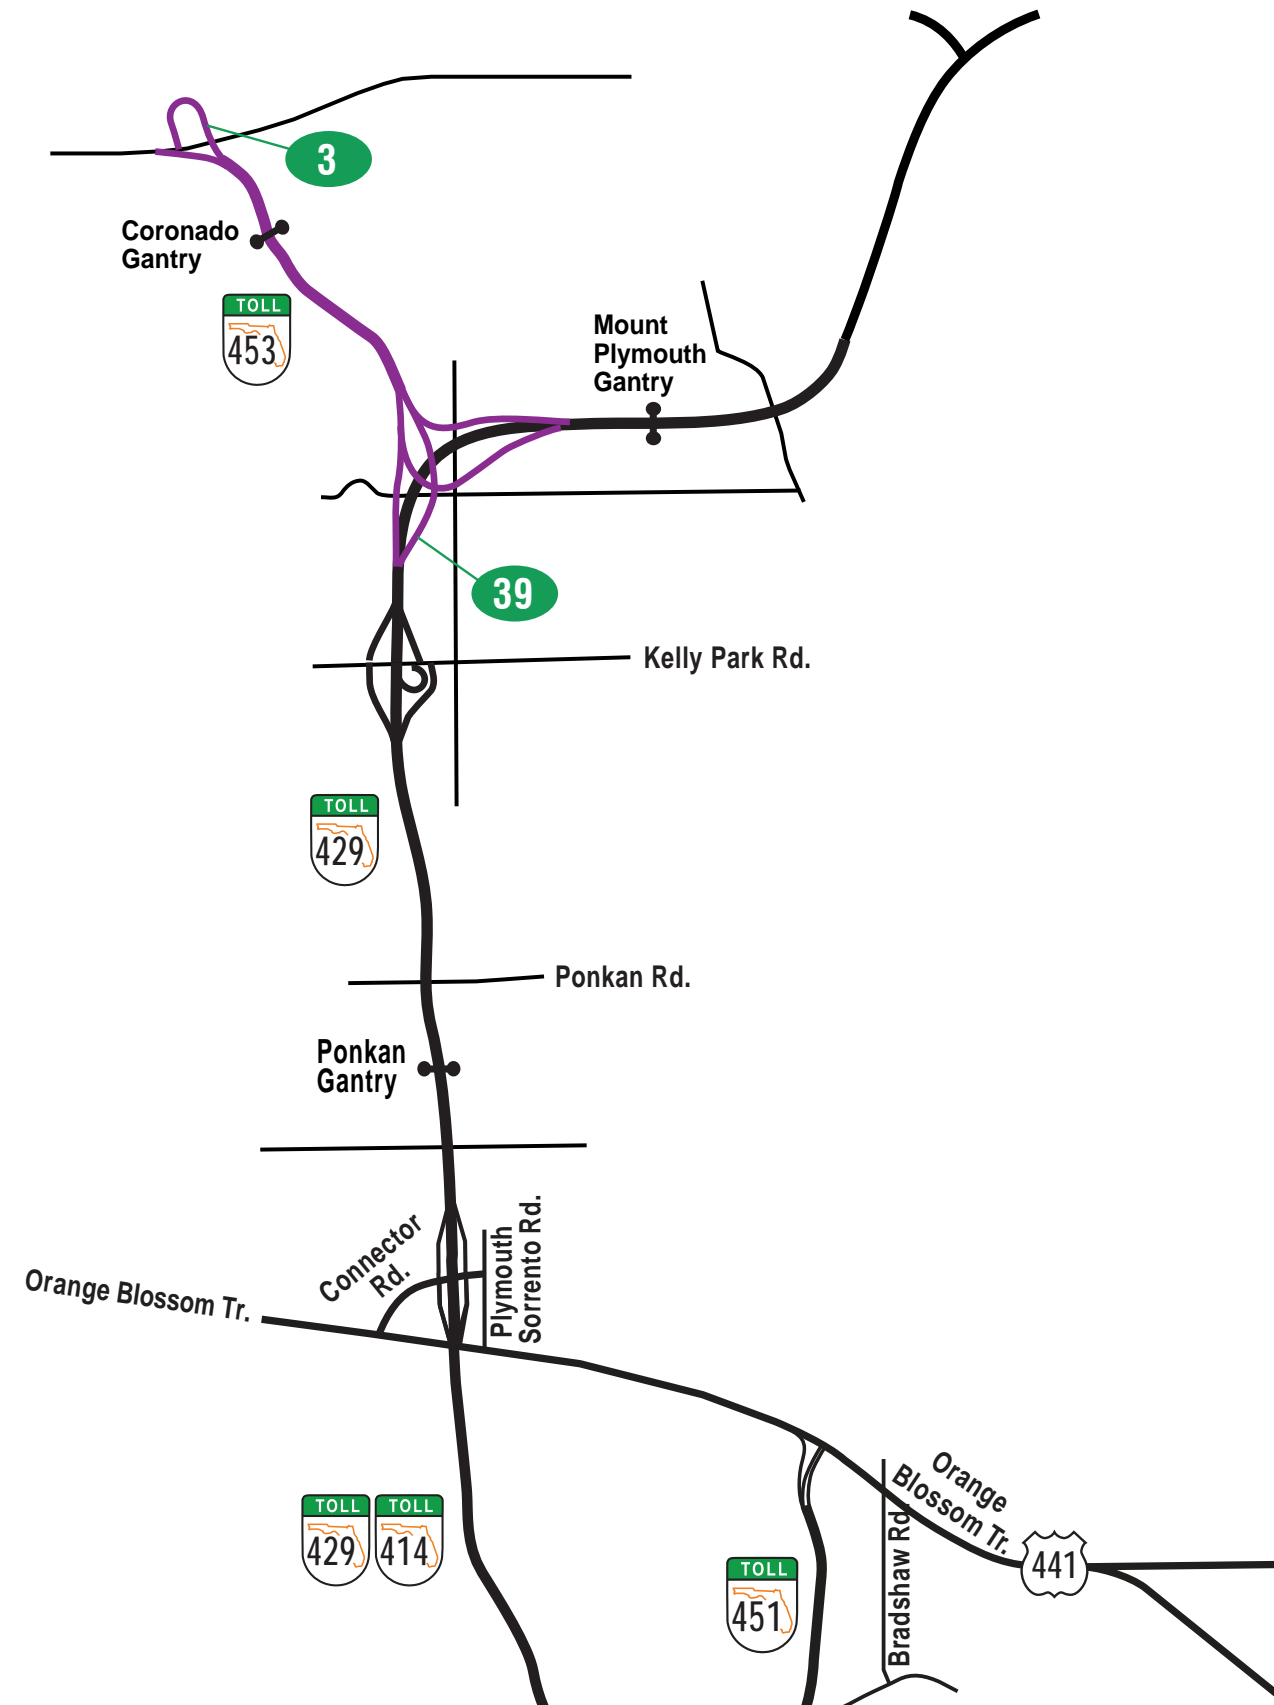 3
Coronado
Gantry
TOLL
453
Mount
Plymouth
Gantry
39
Kelly Park Rd.
TOLL
429
Ponkan Rd.
Ponkan
Gantry
Connector
Rd.
Plymouth
Sorrento Rd.
Orange Blossom Tr.
Orange
Blossom Tr.
TOLL
429
TOLL
414
TOLL
451
Bradshaw Rd.
441